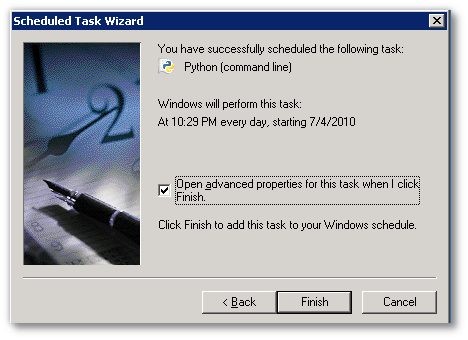 Scheduled Task Wizard
You have successfully scheduled the following task:
Python (command line)
Windows will perform this task:
At 10:29 PM every day, starting 7/4/2010
Open advanced properties for this task when I click
Finish.
Click Finish to add this task to your Windows schedule.
< Back
Finish
Cancel
12